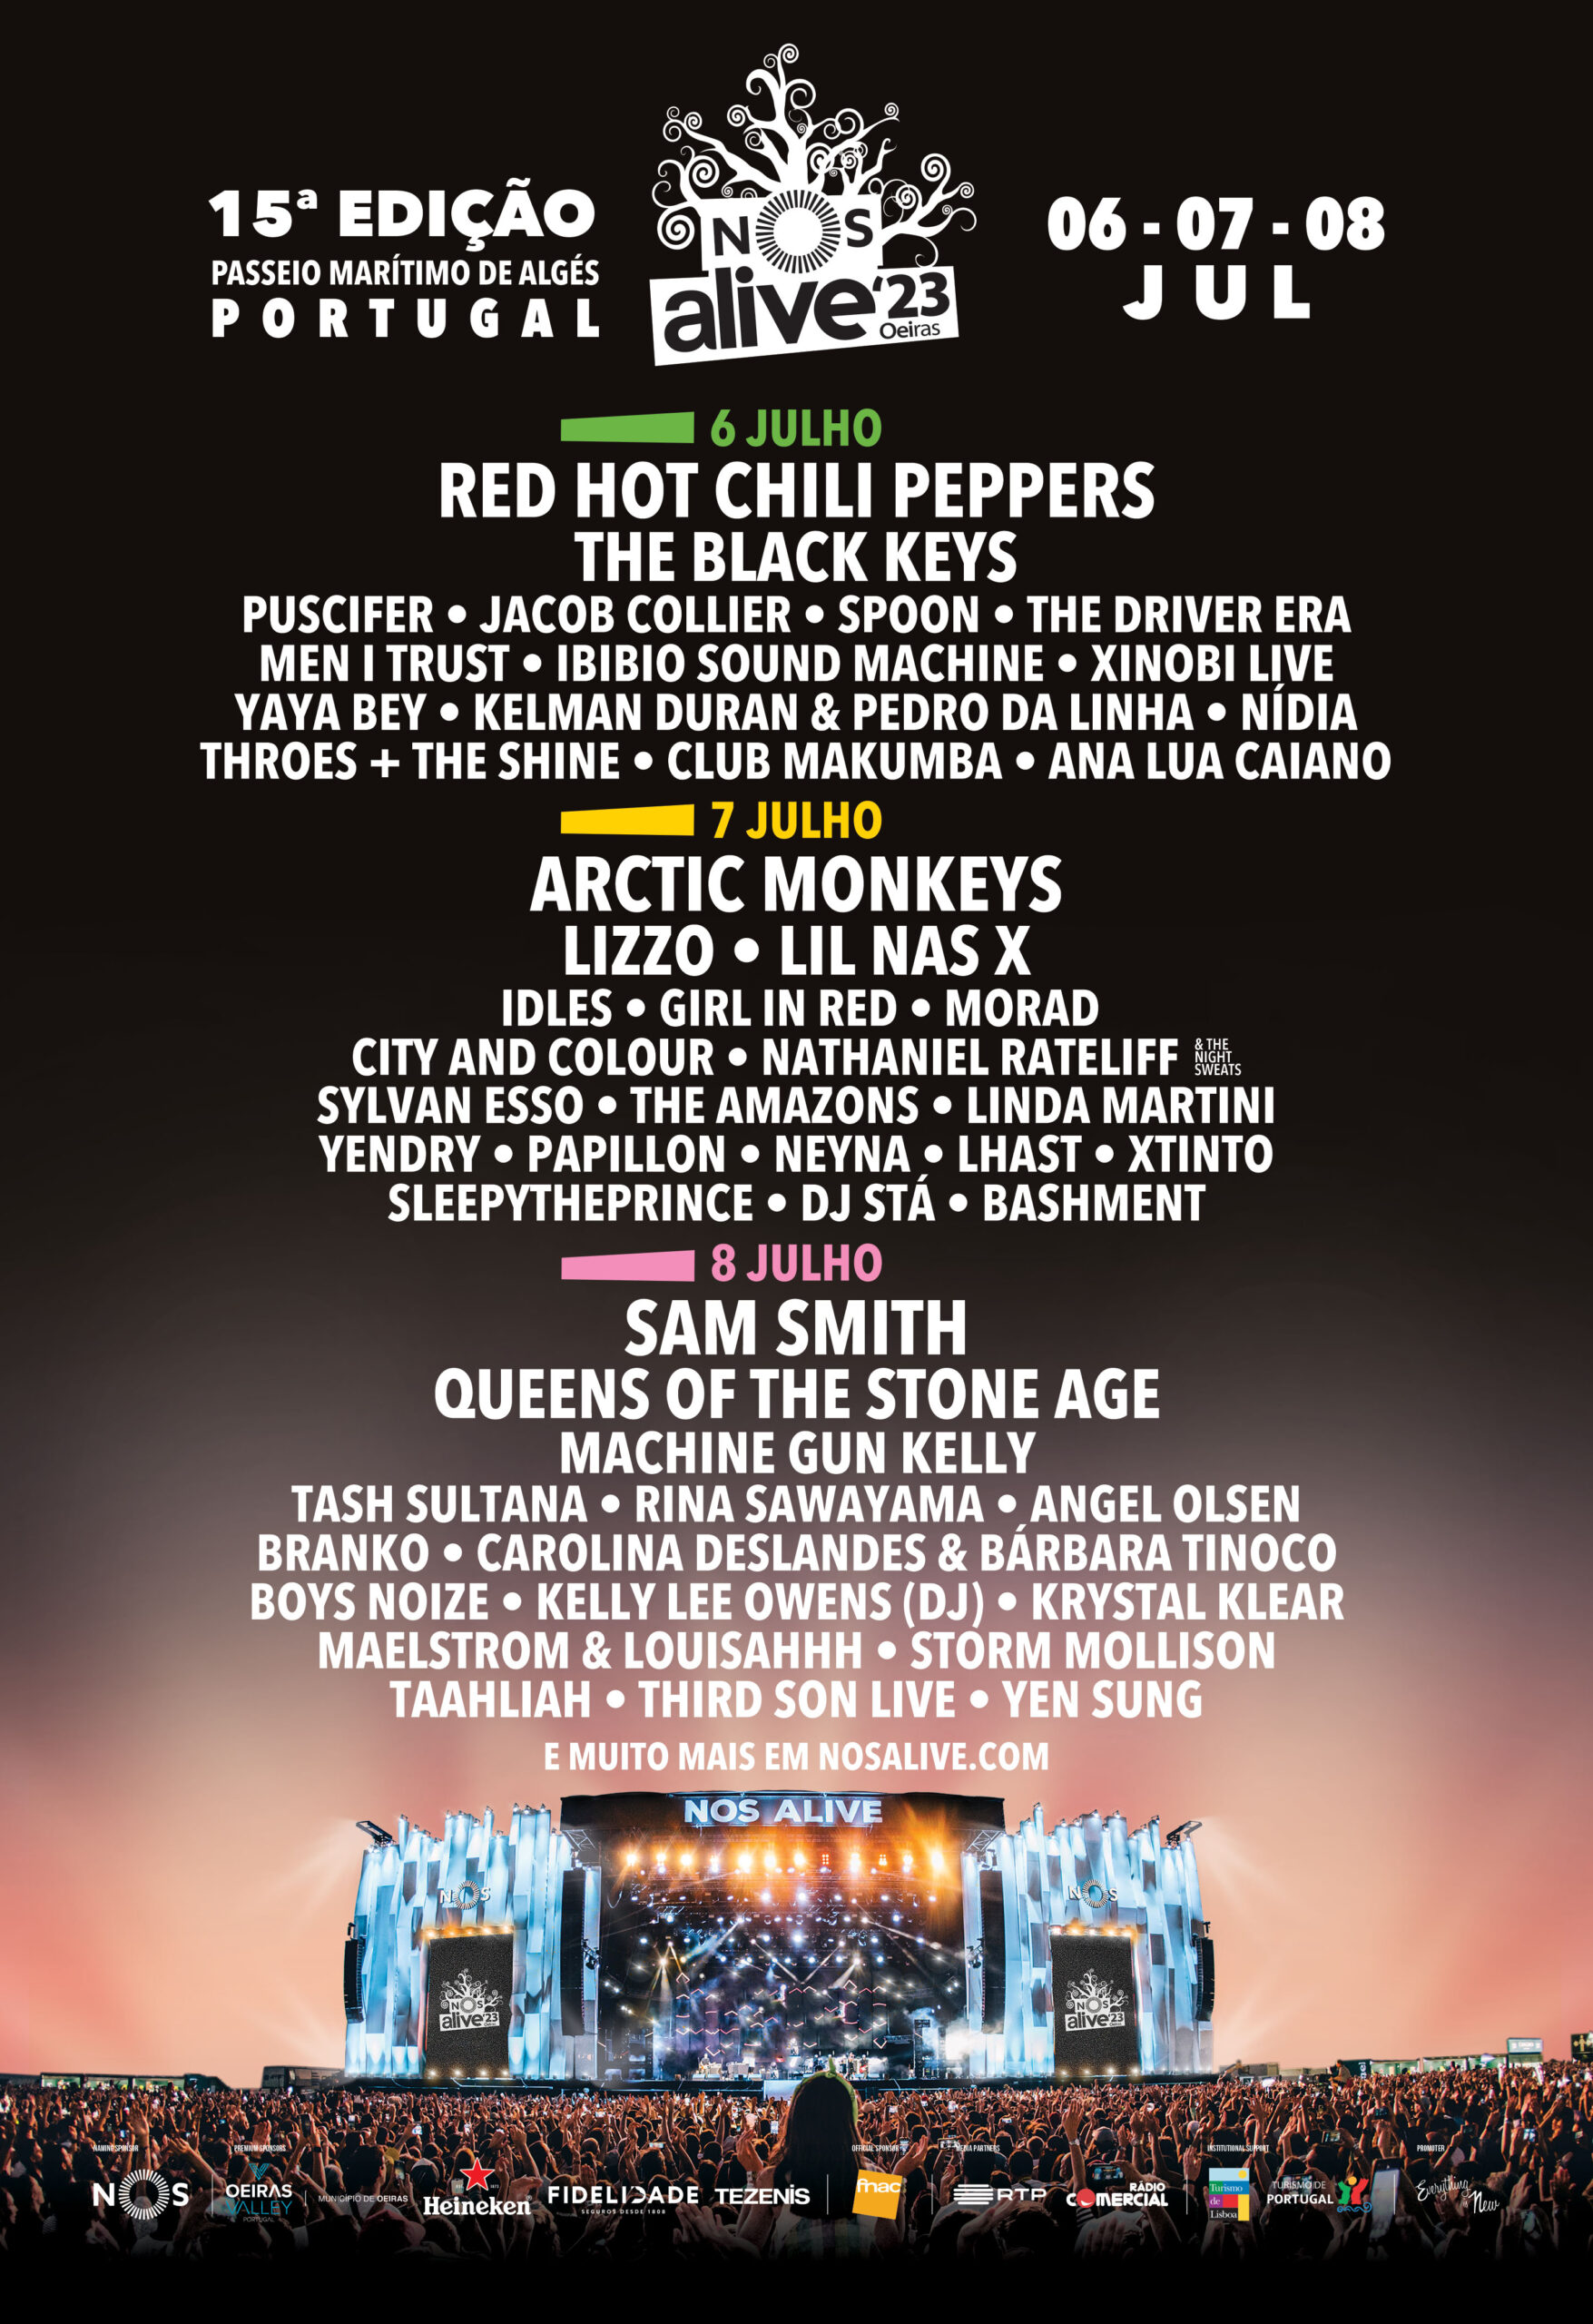 15ª EDIÇÃO
PASSEIO MARÍTIMO DE ALGÉS
PORTUGAL
NOS
alive'23
Oeiras
06 - 07 - 08
JUL
6 JULHO
RED HOT CHILI PEPPERS
THE BLACK KEYS
PUSCIFER • JACOB COLLIER • SPOON • THE DRIVER ERA
MEN I TRUST • IBIBIO SOUND MACHINE • XINOBI LIVE
YAYA BEY • KELMAN DURAN & PEDRO DA LINHA • NÍDIA
THROES + THE SHINE • CLUB MAKUMBA • ANA LUA CAIANO
7 JULHO
ARCTIC MONKEYS
LIZZO • LIL NAS X
IDLES • GIRL IN RED • MORAD
CITY AND COLOUR • NATHANIEL RATELIFF & THE NIGHT SWEATS
SYLVAN ESSO • THE AMAZONS • LINDA MARTINI
YENDRY • PAPILLON • NEYNA • LHAST • XTINTO
SLEEPYTHEPRINCE • DJ STÁ • BASHMENT
8 JULHO
SAM SMITH
QUEENS OF THE STONE AGE
MACHINE GUN KELLY
TASH SULTANA • RINA SAWAYAMA • ANGEL OLSEN
BRANKO • CAROLINA DESLANDES & BÁRBARA TINOCO
BOYS NOIZE • KELLY LEE OWENS (DJ) • KRYSTAL KLEAR
MAELSTROM & LOUISAHHH • STORM MOLLISON
TAAHLIAH • THIRD SON LIVE • YEN SUNG
E MUITO MAIS EM NOSALIVE.COM
NOS ALIVE
NOS
NOS
NOS
alive'23
NOS
alive'23
NAMING SPONSOR
NOS
PREMIUM SPONSORS
OEIRAS
VALLEY
PORTUGAL
MUNICÍPIO DE OEIRAS
Heineken
FIDELIDADE
SEGUROS DESDE 1808
TEZENIS
OFFICIAL SPONSOR
fnac
MEDIA PARTNERS
RTP
RÁDIO
COMERCIAL
INSTITUTIONAL SUPPORT
Turismo
de
Lisboa
TURISMO DE
PORTUGAL
PROMOTER
Everything
is New